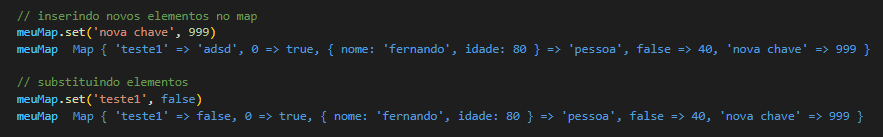 // inserindo novos elementos no map
meuMap.set('nova chave', 999)
meuMap  Map { 'teste1' => 'adsd', 0 => true, { nome: 'fernando', idade: 80 } => 'pessoa', false => 40, 'nova chave' => 999 }
// substituindo elementos
meuMap.set('teste1', false)
meuMap  Map { 'teste1' => false, 0 => true, { nome: 'fernando', idade: 80 } => 'pessoa', false => 40, 'nova chave' => 999 }